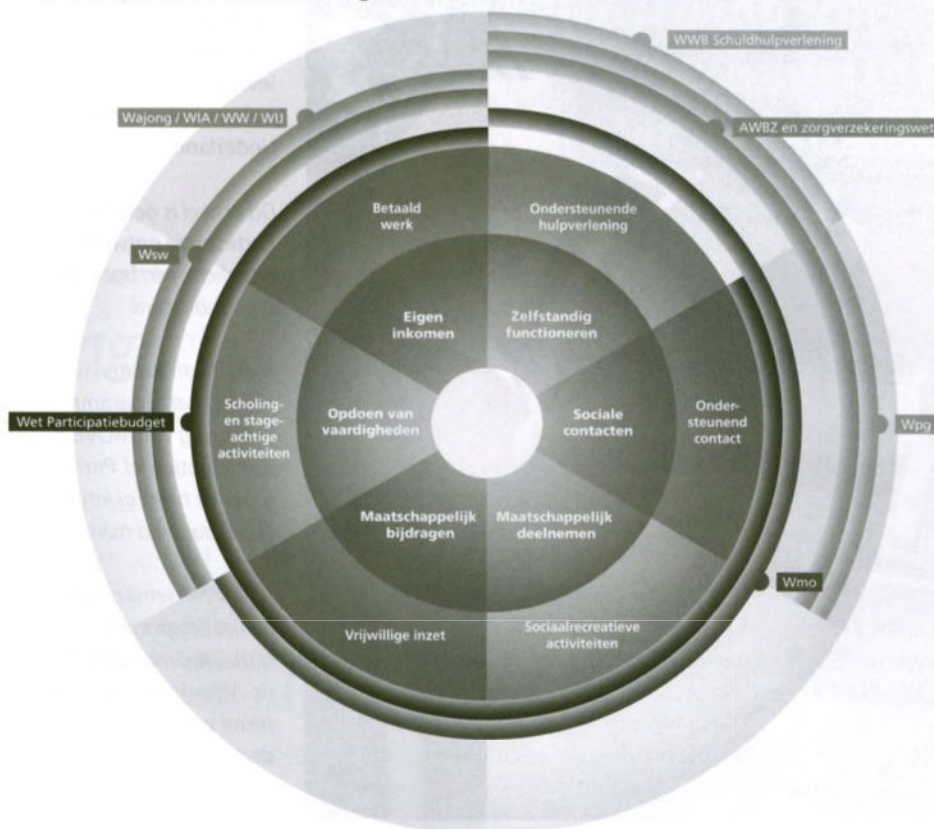 WWB Schuldhulpverlening
Wajong / WIA / WW / WIJ
AWBZ en zorgverzekeringswet
Betaald
werk
Ondersteunende
hulpverlening
Wsw
Eigen
inkomen
Zelfstandig
functioneren
Wet Participatiebudget
Scholing-
en stage-
achtige
activiteiten
Opdoen van
vaardigheden
Sociale
contacten
Onder-
steunend
contact
Wpg
Maatschappelijk
bijdragen
Maatschappelijk
deelnemen
Wmo
Vrijwillige inzet
Sociaalrecreatieve
activiteiten